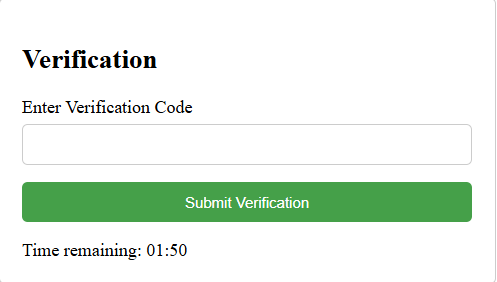 Verification
Enter Verification Code
Submit Verification
Time remaining: 01:50